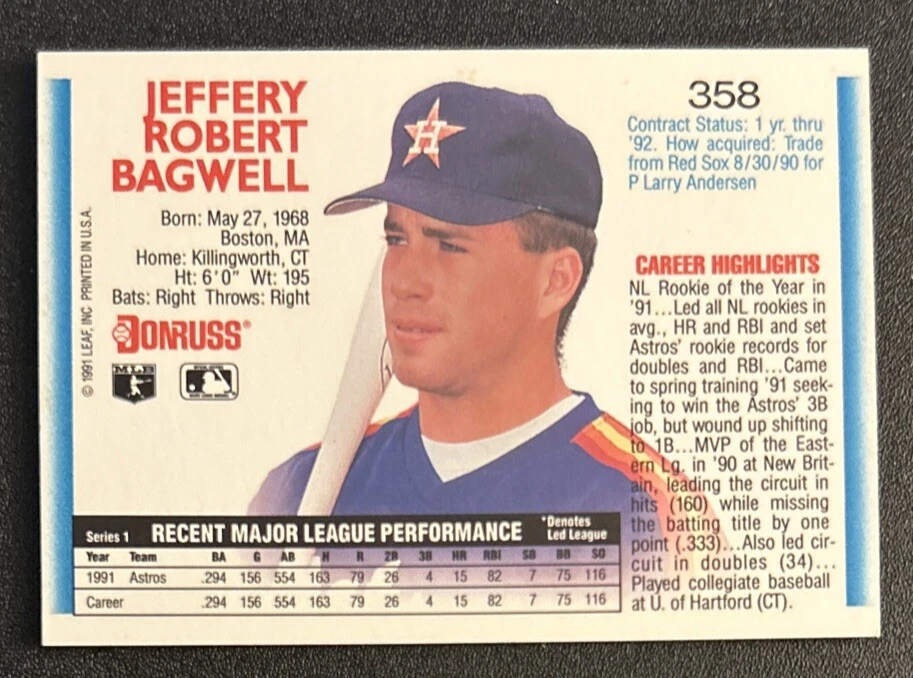 JEFFERY
ROBERT
BAGWELL
Born: May 27, 1968
Boston, MA
Home: Killingworth, CT
Ht: 6'0" Wt: 195
Bats: Right Throws: Right
DONRUSS®
MLB
© 1991 LEAF, INC PRINTED IN U.S.A.
H
358
Contract Status: 1 yr. thru
'92. How acquired: Trade
from Red Sox 8/30/90 for
P Larry Andersen
CAREER HIGHLIGHTS
NL Rookie of the Year in
'91...Led all NL rookies in
avg., HR and RBI and set
Astros' rookie records for
doubles and RBI...Came
to spring training '91 seek-
ing to win the Astros' 3B
job, but wound up shifting
to 1B...MVP of the East-
ern Lg. in '90 at New Brit-
ain, leading the circuit in
hits (160) while missing
the batting title by one
point (.333)...Also led cir-
cuit in doubles (34)...
Played collegiate baseball
at U. of Hartford (CT).
Series 1 RECENT MAJOR LEAGUE PERFORMANCE *Denotes
Led League
Year Team BA G AB H R 2B 3B HR RBI SB BB SO
1991 Astros .294 156 554 163 79 26 4 15 82 7 75 116
Career .294 156 554 163 79 26 4 15 82 7 75 116